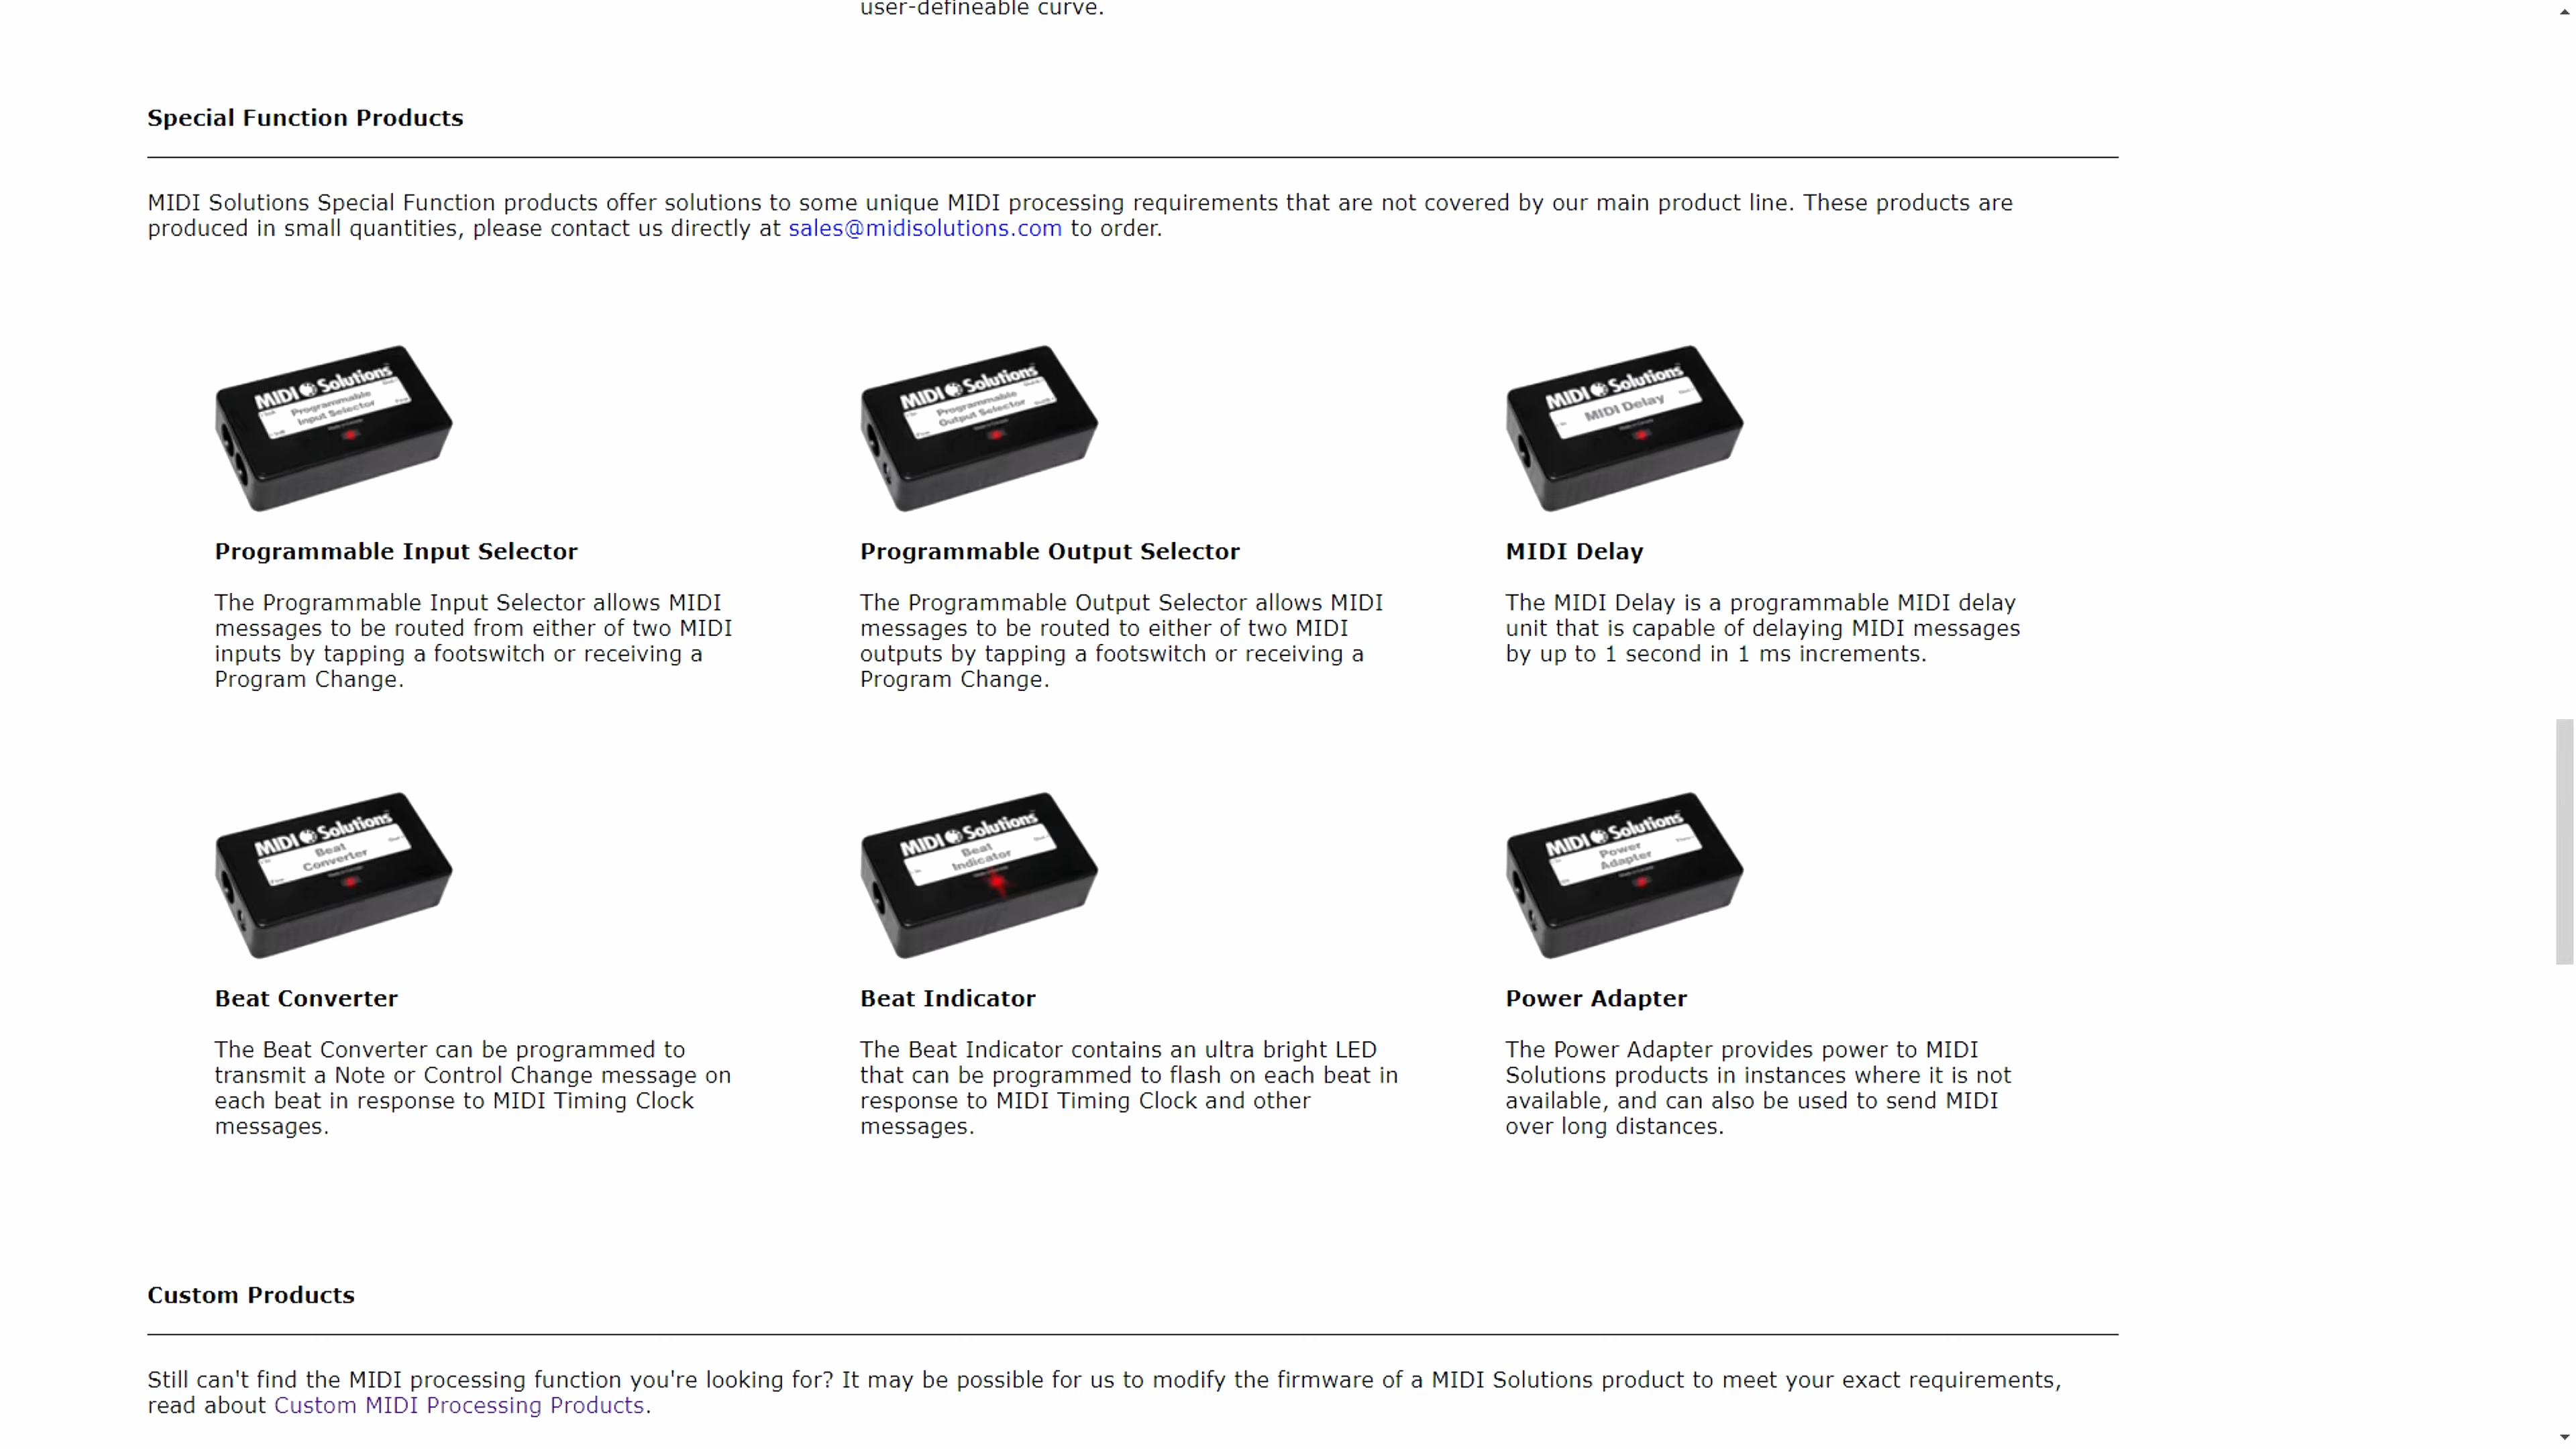 user-defineable curve.
Special Function Products
MIDI Solutions Special Function products offer solutions to some unique MIDI processing requirements that are not covered by our main product line. These products are
produced in small quantities, please contact us directly at sales@midisolutions.com to order.
MIDI Solutions
Programmable
Input Selector
MIDI Solutions
Programmable
Output Selector
MIDI Solutions
MIDI Delay
Programmable Input Selector
The Programmable Input Selector allows MIDI
messages to be routed from either of two MIDI
inputs by tapping a footswitch or receiving a
Program Change.
Programmable Output Selector
The Programmable Output Selector allows MIDI
messages to be routed to either of two MIDI
outputs by tapping a footswitch or receiving a
Program Change.
MIDI Delay
The MIDI Delay is a programmable MIDI delay
unit that is capable of delaying MIDI messages
by up to 1 second in 1 ms increments.
MIDI Solutions
Beat
Converter
MIDI Solutions
Beat
Indicator
MIDI Solutions
Power
Adapter
Beat Converter
The Beat Converter can be programmed to
transmit a Note or Control Change message on
each beat in response to MIDI Timing Clock
messages.
Beat Indicator
The Beat Indicator contains an ultra bright LED
that can be programmed to flash on each beat in
response to MIDI Timing Clock and other
messages.
Power Adapter
The Power Adapter provides power to MIDI
Solutions products in instances where it is not
available, and can also be used to send MIDI
over long distances.
Custom Products
Still can't find the MIDI processing function you're looking for? It may be possible for us to modify the firmware of a MIDI Solutions product to meet your exact requirements,
read about Custom MIDI Processing Products.